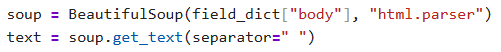 soup = BeautifulSoup(field_dict["body"], "html.parser")
text = soup.get_text(separator=" ")